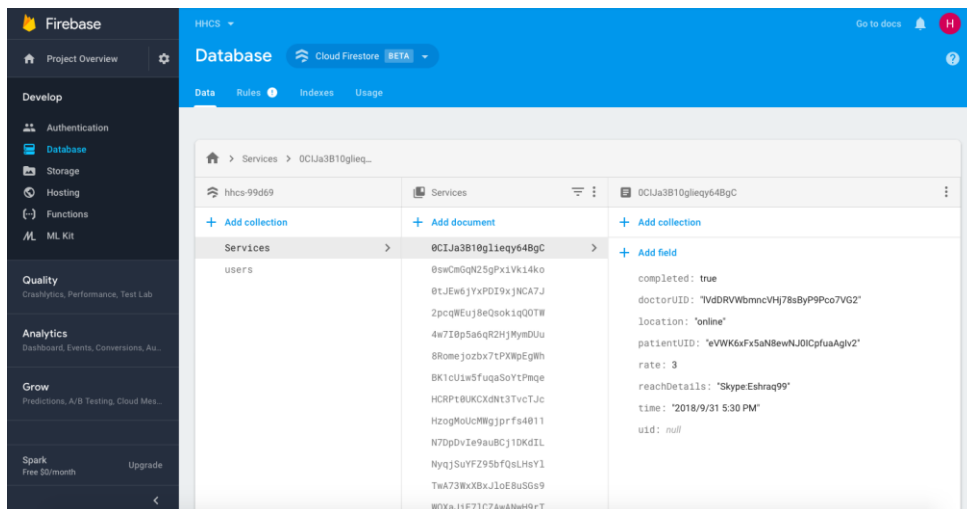 Firebase
Project Overview
Develop
Authentication
Database
Storage
Hosting
Functions
ML Kit
Quality
Crashlytics, Performance, Test Lab
Analytics
Dashboard, Events, Conversions, Au...
Grow
Predictions, A/B Testing, Cloud Mes...
Spark
Free $0/month
Upgrade
HHCS
Go to docs
H
Database
Cloud Firestore BETA
Data Rules Indexes Usage
Services > 0CIJa3B10glieq...
hhcs-99d69
Add collection
Services
users
Services
Add document
0CIJa3B10glieqy64BgC
0swCmGqN25gPxiVki4ko
0tJEw6jYxPDI9xjNCA7J
2pcqWEuj8eQsokiqQOTW
4w7I0p5a6qR2HjMymDUu
8Romejozbx7tPXWpEgWh
BK1cUiw5fuqaSoYtPmqe
HCRPt0UKCXdNt3TvcTJc
HzogMoUcMWgjprfs4011
N7DpDvIe9auBCj1DKdIL
NyqjSuYFZ95bfQsLHsYl
TwA73WxXBxJloE8uSGs9
0CIJa3B10glieqy64BgC
Add collection
Add field
completed: true
doctorUID: "lVdDRVWbmncVHj78sByP9Pco7VG2"
location: "online"
patientUID: "eVWK6xFx5aN8ewNJ0lCpfuaAglv2"
rate: 3
reachDetails: "Skype:Eshraq99"
time: "2018/9/31 5:30 PM"
uid: null